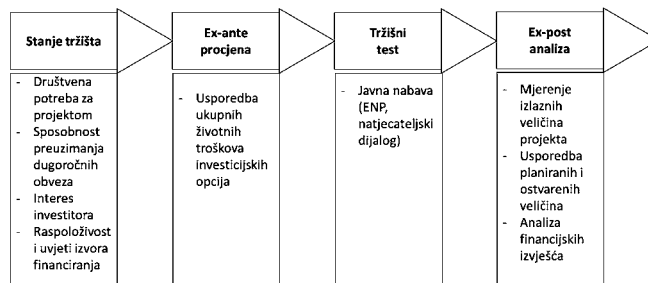 Stanje tržišta
- Društvena
potreba za
projektom
- Sposobnost
preuzimanja
dugoročnih
obveza
- Interes
investitora
- Raspoloživost
i uvjeti izvora
financiranja
Ex-ante
procjena
- Usporedba
ukupnih
životnih
troškova
investicijskih
opcija
Tržišni
test
- Javna nabava
(ENP,
natjecateljski
dijalog)
Ex-post
analiza
- Mjerenje
izlaznih
veličina
projekta
- Usporedba
planiranih i
ostvarenih
veličina
- Analiza
financijskih
izvješća